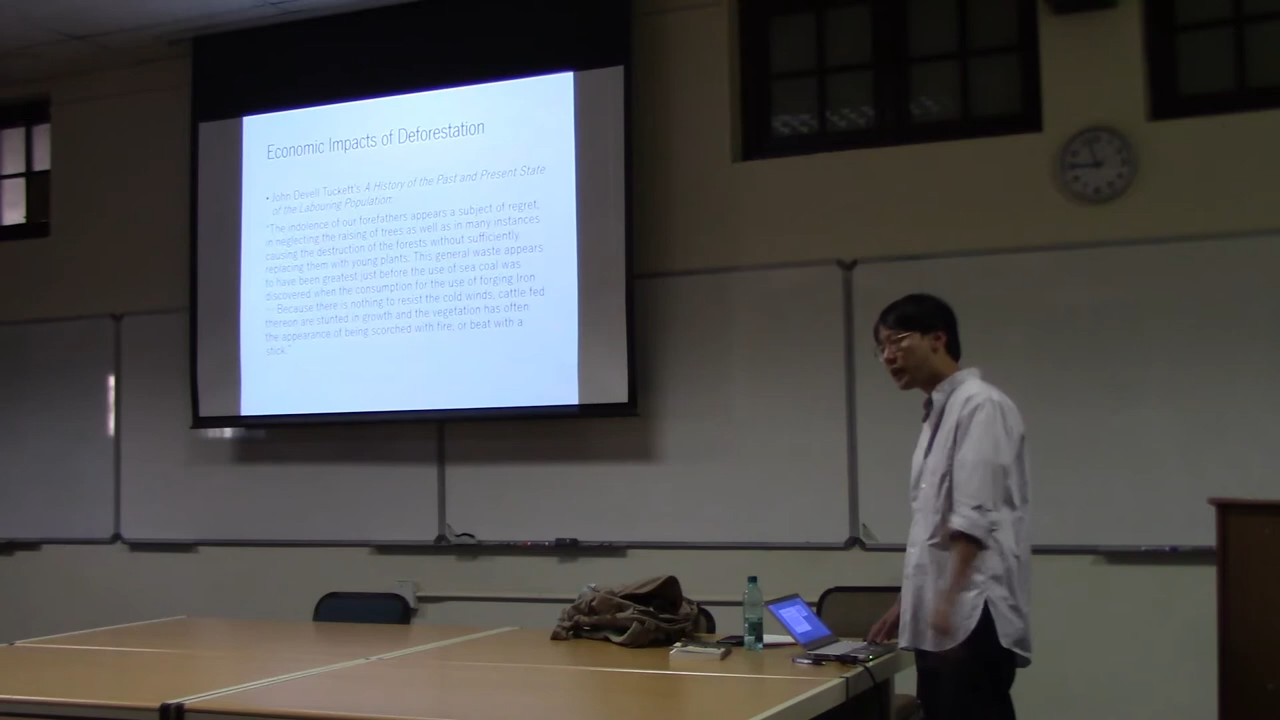 Economic Impacts of Deforestation
• John Devell Tuckett's A History of the Past and Present State
of the Labouring Population:
"The indolence of our forefathers appears a subject of regret,
in neglecting the raising of trees as well as in many instances
causing the destruction of the forests without sufficiently
replacing them with young plants. This general waste appears
to have been greatest just before the use of sea coal was
discovered when the consumption for the use of forging Iron
... Because there is nothing to resist the cold winds, cattle fed
thereon are stunted in growth and the vegetation has often
the appearance of being scorched with fire, or beat with a
stick."